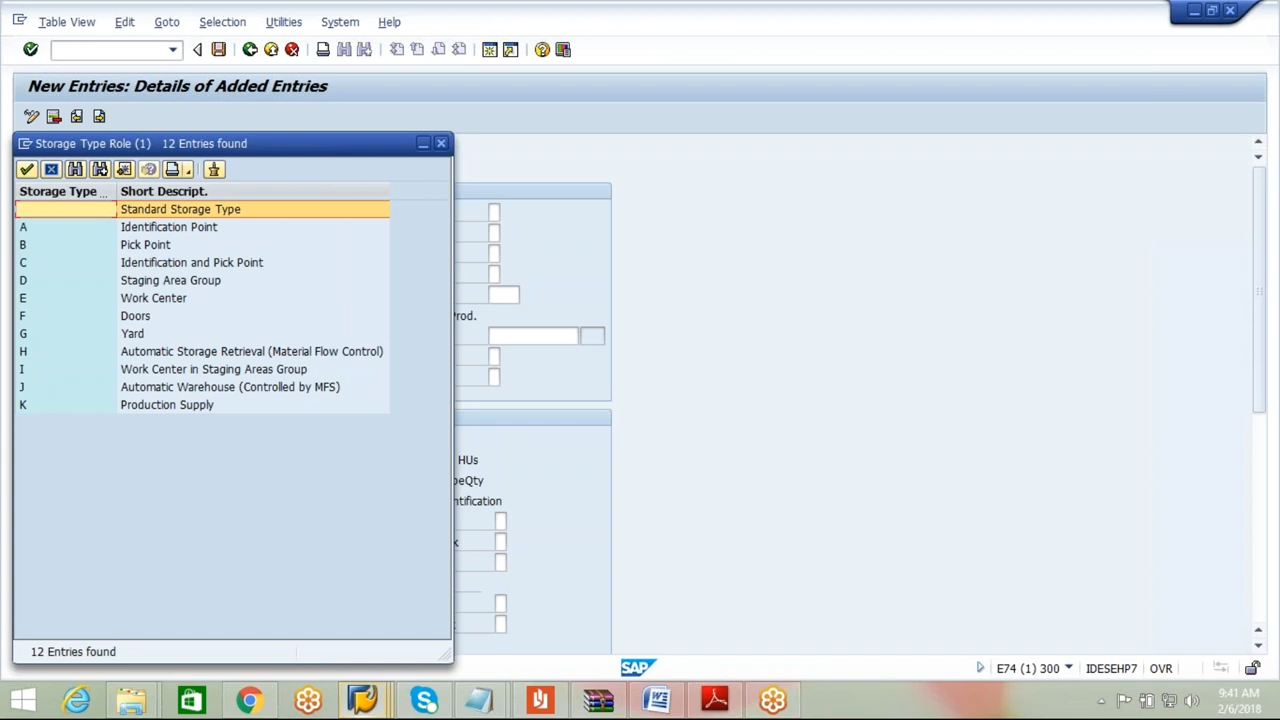 Table View Edit Goto Selection Utilities System Help
New Entries: Details of Added Entries
Storage Type Role (1) 12 Entries found
Storage Type ... Short Descript.
Standard Storage Type
A Identification Point
B Pick Point
C Identification and Pick Point
D Staging Area Group
E Work Center
F Doors
G Yard
H Automatic Storage Retrieval (Material Flow Control)
I Work Center in Staging Areas Group
J Automatic Warehouse (Controlled by MFS)
K Production Supply
12 Entries found
Prod.
HUs
peQty
ntification
k
SAP E74 (1) 300 IDESEHP7 OVR
9:41 AM
2/6/2018